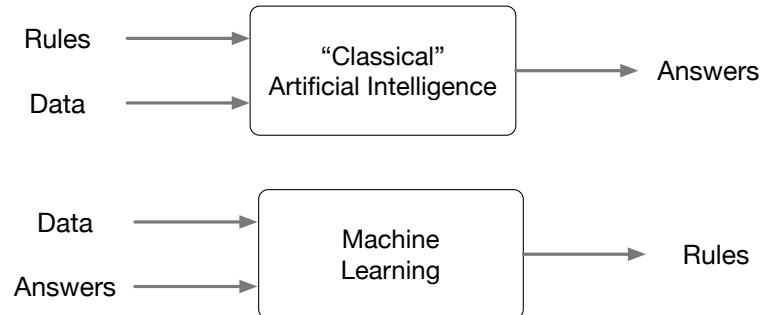 Rules
“Classical”
Artificial Intelligence
Answers
Data
Data
Machine
Learning
Rules
Answers